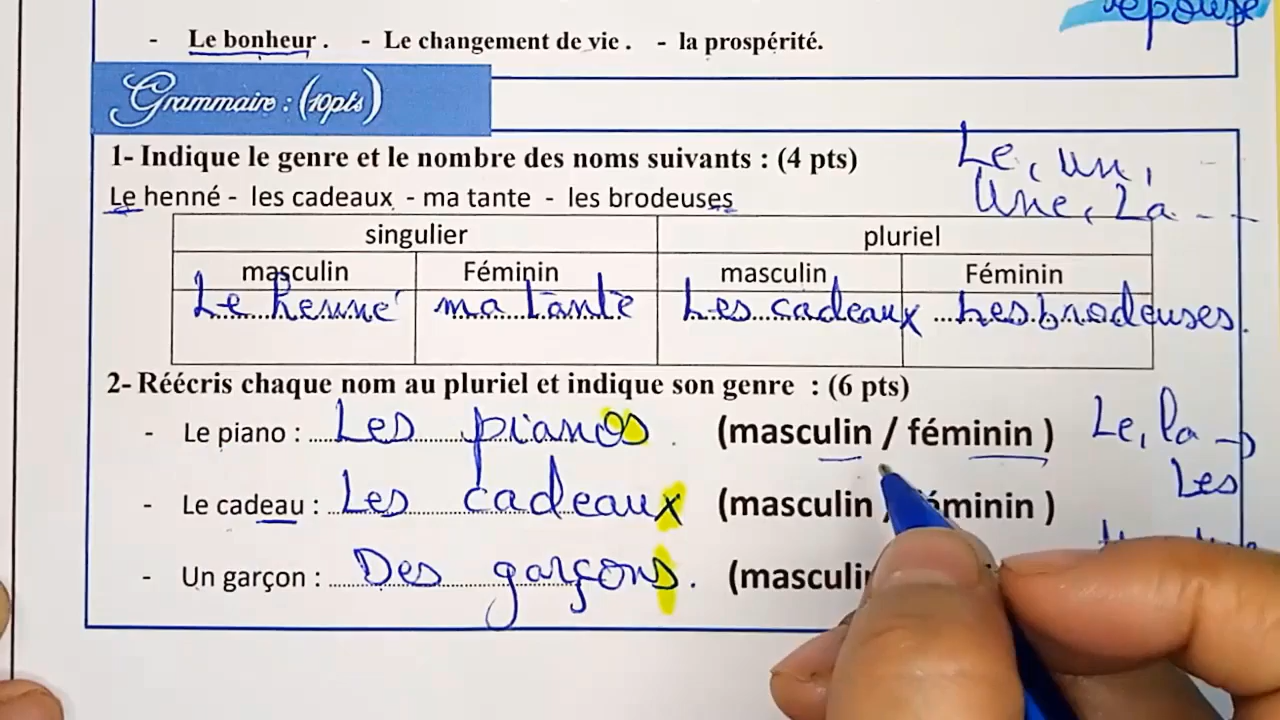 réponse
- Le bonheur . - Le changement de vie . - la prospérité.
Grammaire : (10pts)
1- Indique le genre et le nombre des noms suivants : (4 pts)
Le, un,
Le henné - les cadeaux - ma tante - les brodeuses
Une, La - -
singulier pluriel
masculin Féminin masculin Féminin
Le henné ma tante Les cadeaux Les brodeuses.
2- Réécris chaque nom au pluriel et indique son genre : (6 pts)
- Le piano : Les pianos . (masculin / féminin ) Le, la →
Les
- Le cadeau : Les cadeaux (masculin / féminin )
- Un garçon : Des garçons. (masculin